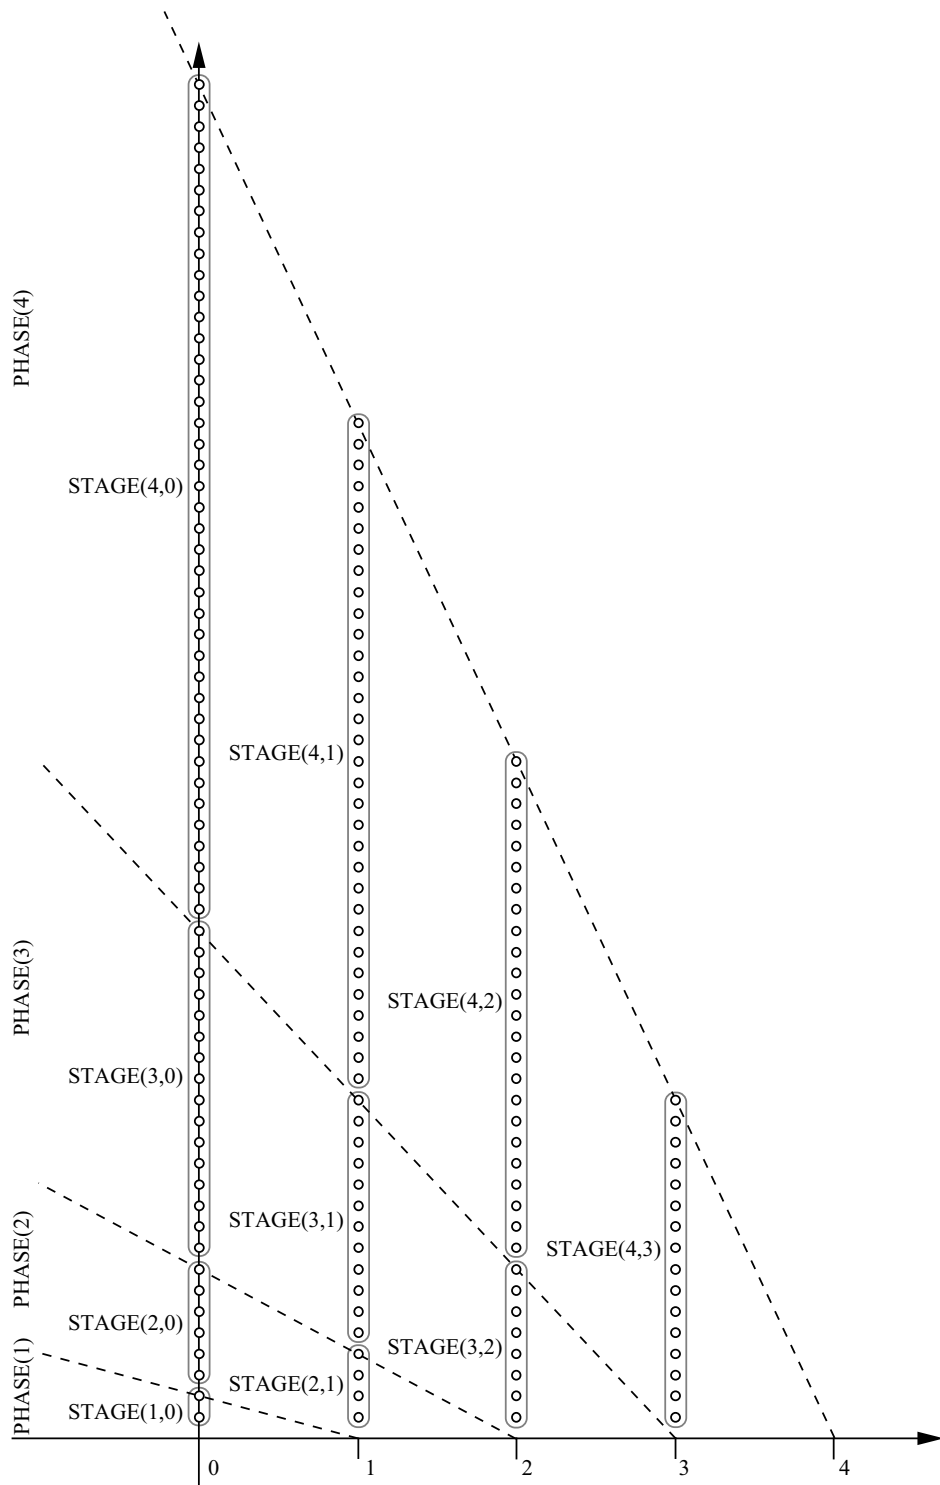 PHASE(4)
STAGE(4,0)
STAGE(4,1)
PHASE(3)
STAGE(4,2)
STAGE(3,0)
STAGE(3,1)
PHASE(2)
STAGE(4,3)
STAGE(2,0)
STAGE(3,2)
PHASE(1)
STAGE(2,1)
STAGE(1,0)
0 1 2 3 4